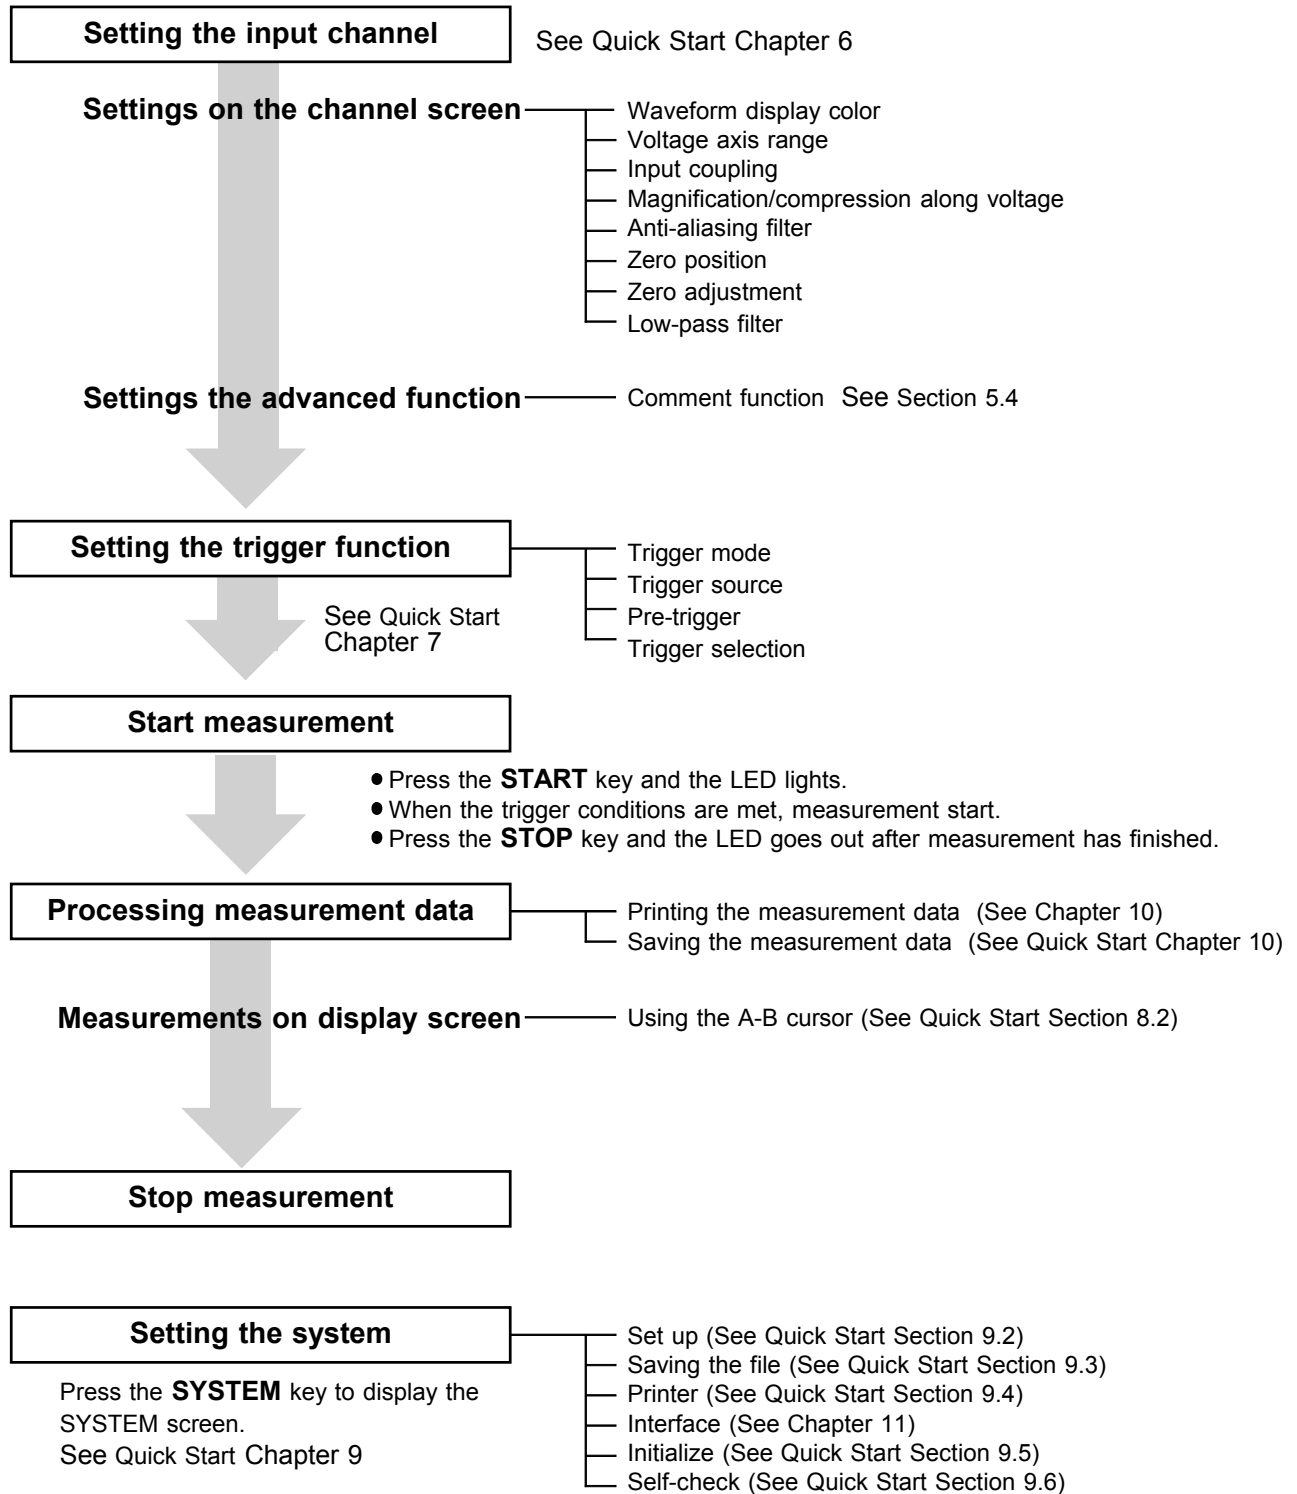 Setting the input channel
See Quick Start Chapter 6
Settings on the channel screen
Waveform display color
Voltage axis range
Input coupling
Magnification/compression along voltage
Anti-aliasing filter
Zero position
Zero adjustment
Low-pass filter
Settings the advanced function
Comment function See Section 5.4
Setting the trigger function
Trigger mode
Trigger source
Pre-trigger
Trigger selection
See Quick Start
Chapter 7
Start measurement
● Press the START key and the LED lights.
● When the trigger conditions are met, measurement start.
● Press the STOP key and the LED goes out after measurement has finished.
Processing measurement data
Printing the measurement data (See Chapter 10)
Saving the measurement data (See Quick Start Chapter 10)
Measurements on display screen
Using the A-B cursor (See Quick Start Section 8.2)
Stop measurement
Setting the system
Set up (See Quick Start Section 9.2)
Saving the file (See Quick Start Section 9.3)
Printer (See Quick Start Section 9.4)
Interface (See Chapter 11)
Initialize (See Quick Start Section 9.5)
Self-check (See Quick Start Section 9.6)
Press the SYSTEM key to display the
SYSTEM screen.
See Quick Start Chapter 9